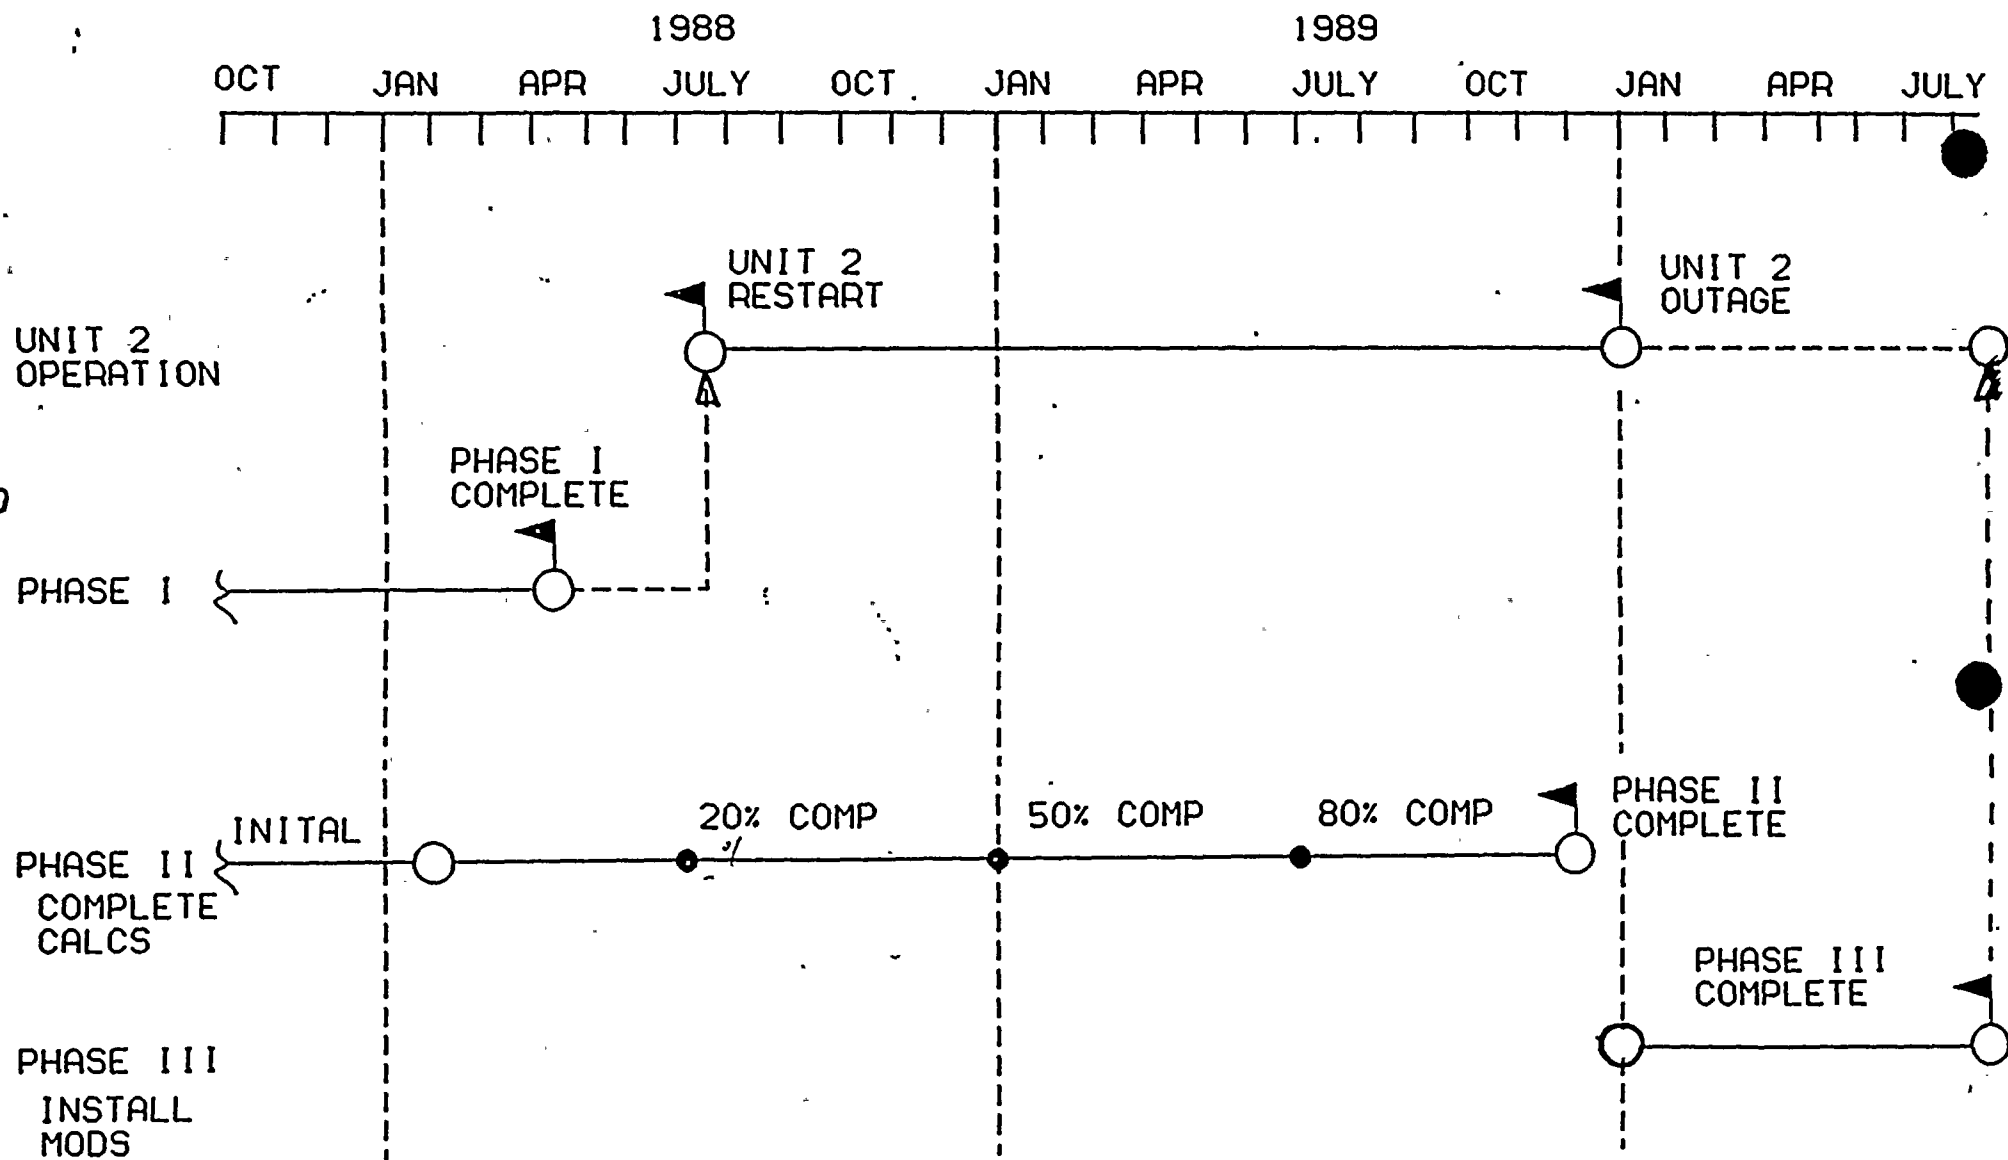 1988 1989
OCT JAN APR JULY OCT JAN APR JULY OCT JAN APR JULY
UNIT 2
RESTART
UNIT 2
OUTAGE
UNIT 2
OPERATION
PHASE I
COMPLETE
PHASE I
20% COMP 50% COMP 80% COMP
PHASE II
COMPLETE
INITAL
PHASE II
COMPLETE
CALCS
PHASE III
COMPLETE
PHASE III
INSTALL
MODS